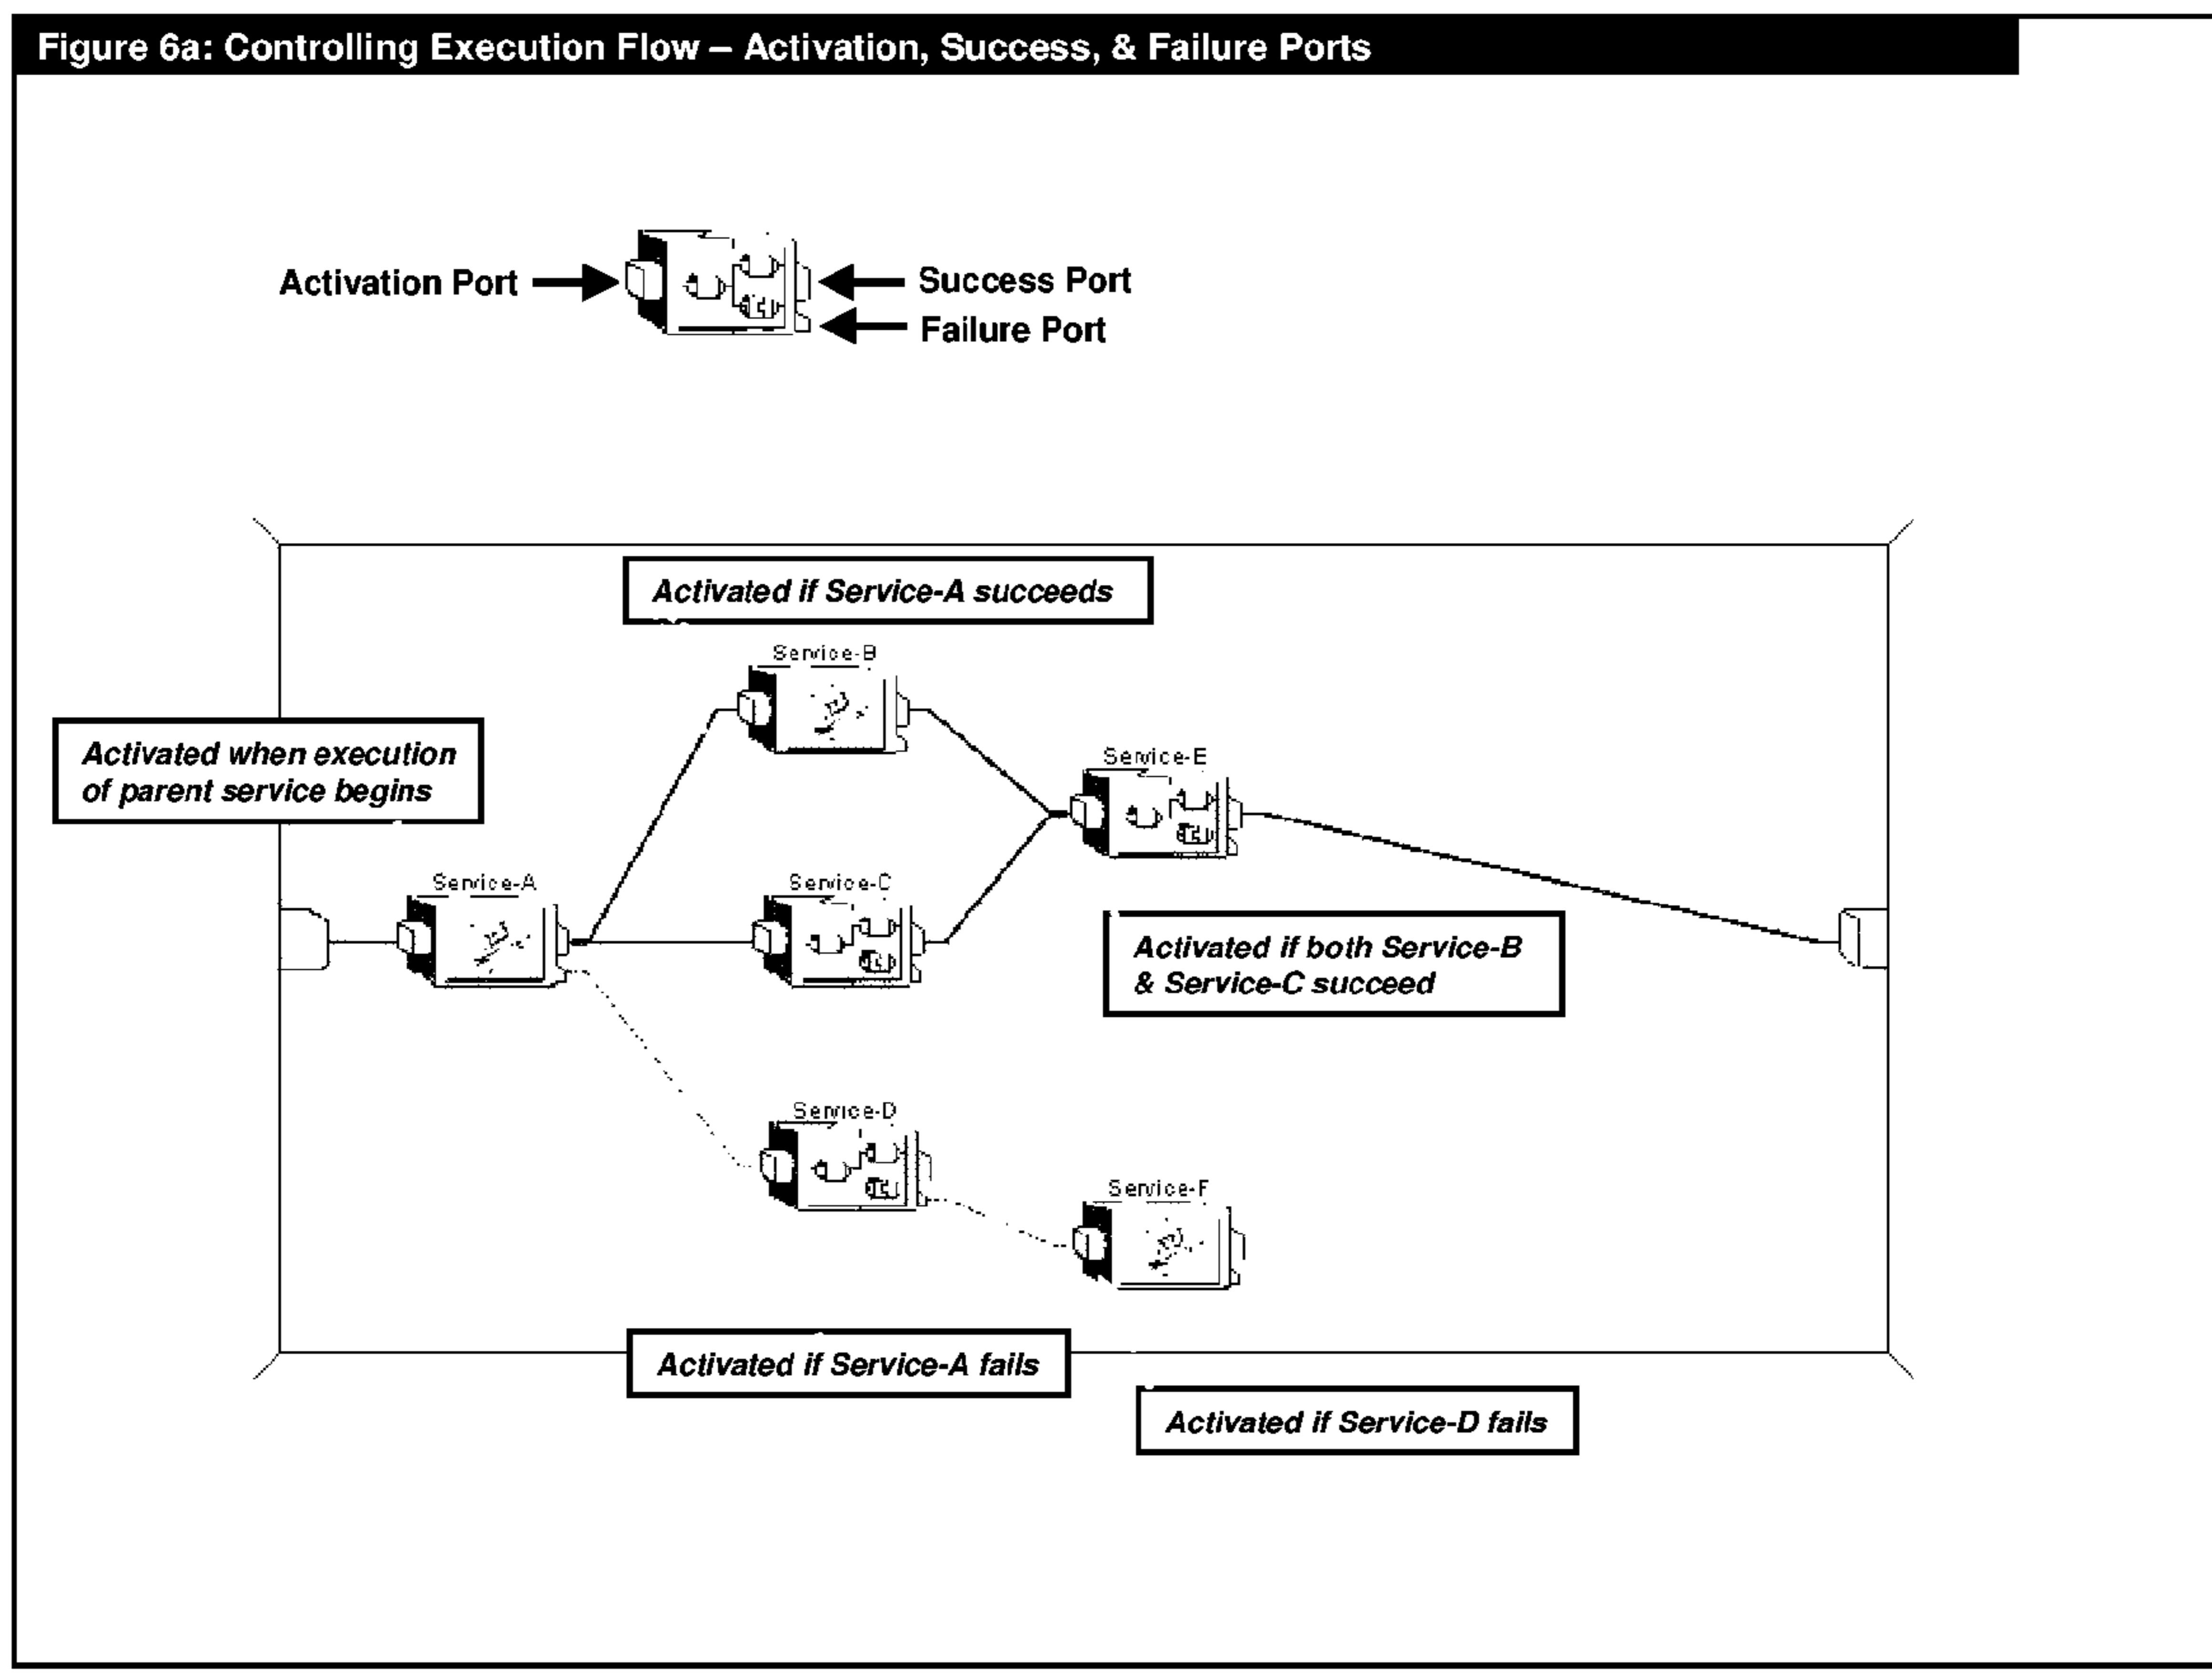 Figure 6a: Controlling Execution Flow – Activation, Success, & Failure Ports
Activation Port
Success Port
Failure Port
Activated if Service-A succeeds
Service-B
Activated when execution
of parent service begins
Service-E
Service-A
Service-C
Activated if both Service-B
& Service-C succeed
Service-D
Service-F
Activated if Service-A fails
Activated if Service-D fails